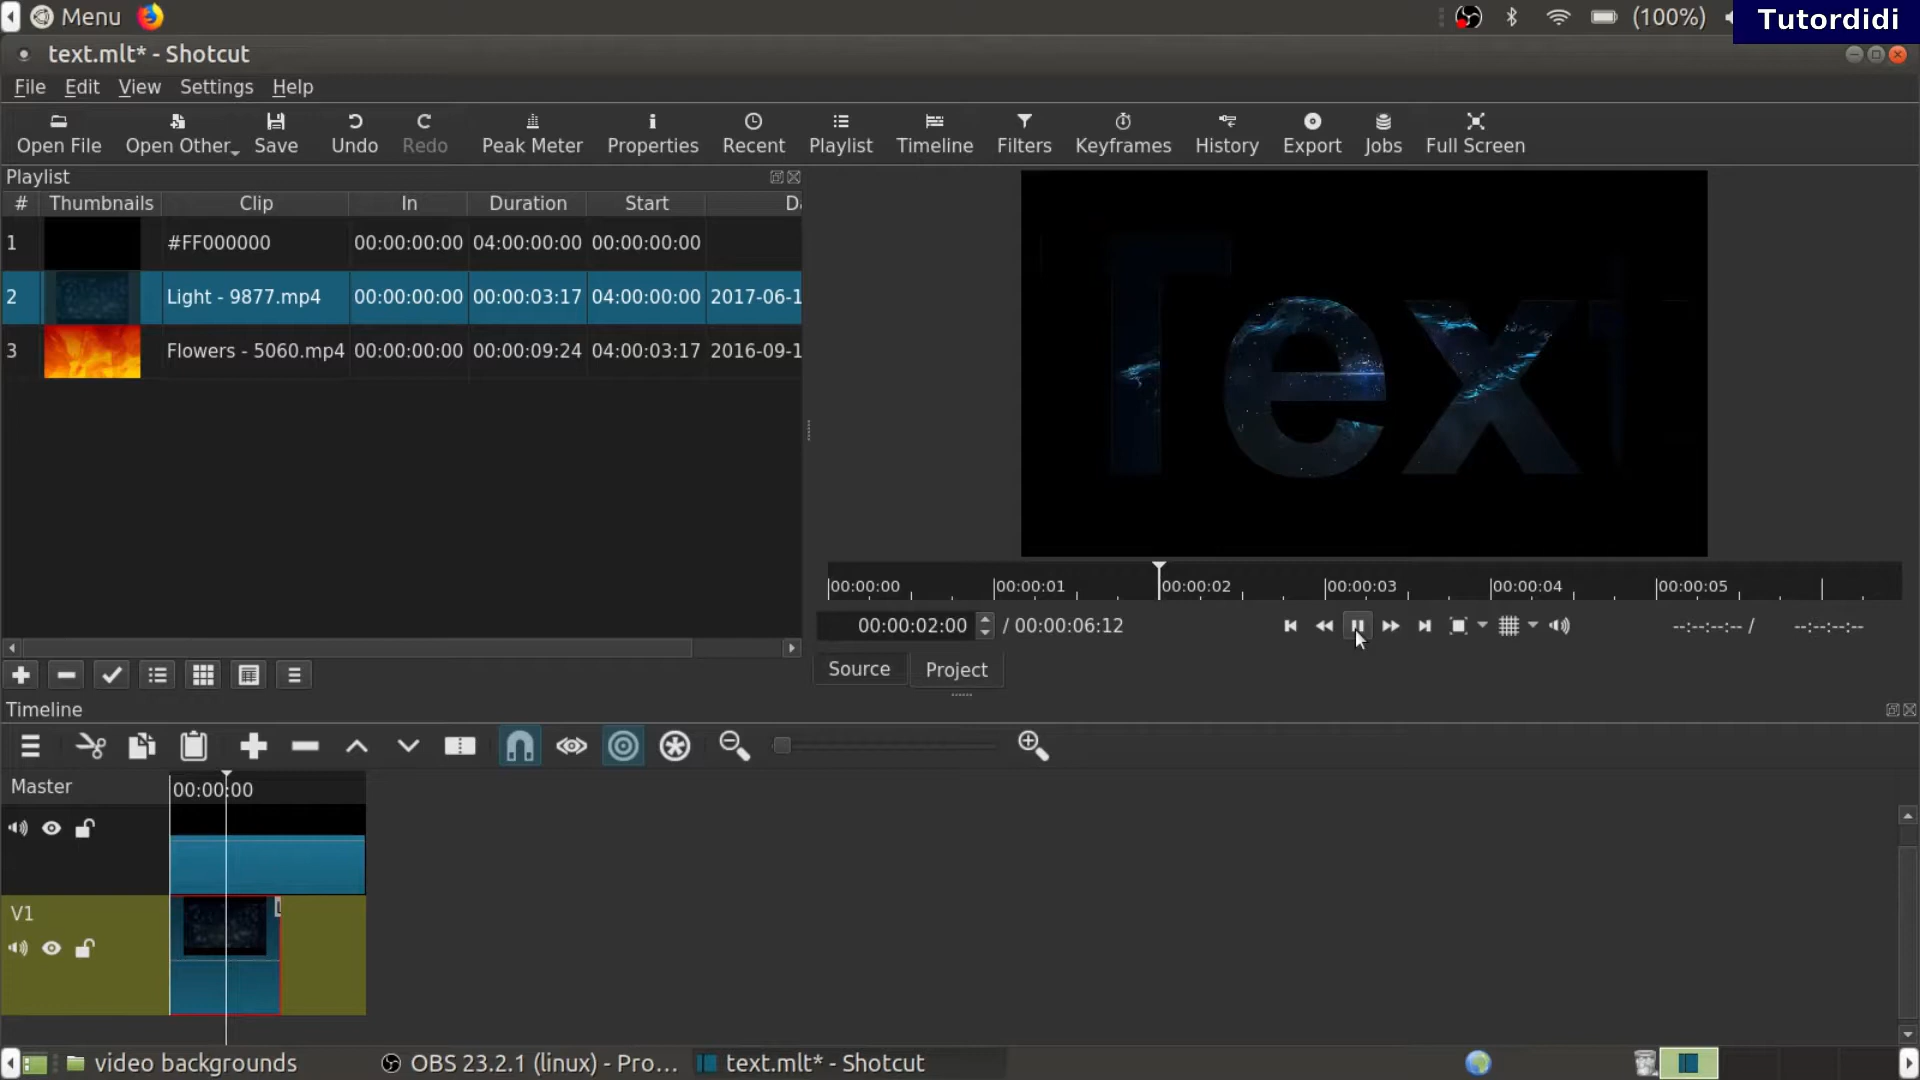 Menu
(100%)
Tutordidi
text.mlt* - Shotcut
File Edit View Settings Help
Open File Open Other Save Undo Redo Peak Meter Properties Recent Playlist Timeline Filters Keyframes History Export Jobs Full Screen
Playlist
# Thumbnails Clip In Duration Start
1 #FF000000 00:00:00:00 04:00:00:00 00:00:00:00
2 Light - 9877.mp4 00:00:00:00 00:00:03:17 04:00:00:00 2017-06-1
3 Flowers - 5060.mp4 00:00:00:00 00:00:09:24 04:00:03:17 2016-09-1
Text
00:00:00 00:00:01 00:00:02 00:00:03 00:00:04 00:00:05
00:00:02:00 / 00:00:06:12 --:--:--:-- / --:--:--:--
Source Project
Timeline
Master 00:00:00
V1
video backgrounds OBS 23.2.1 (linux) - Pro... text.mlt* - Shotcut